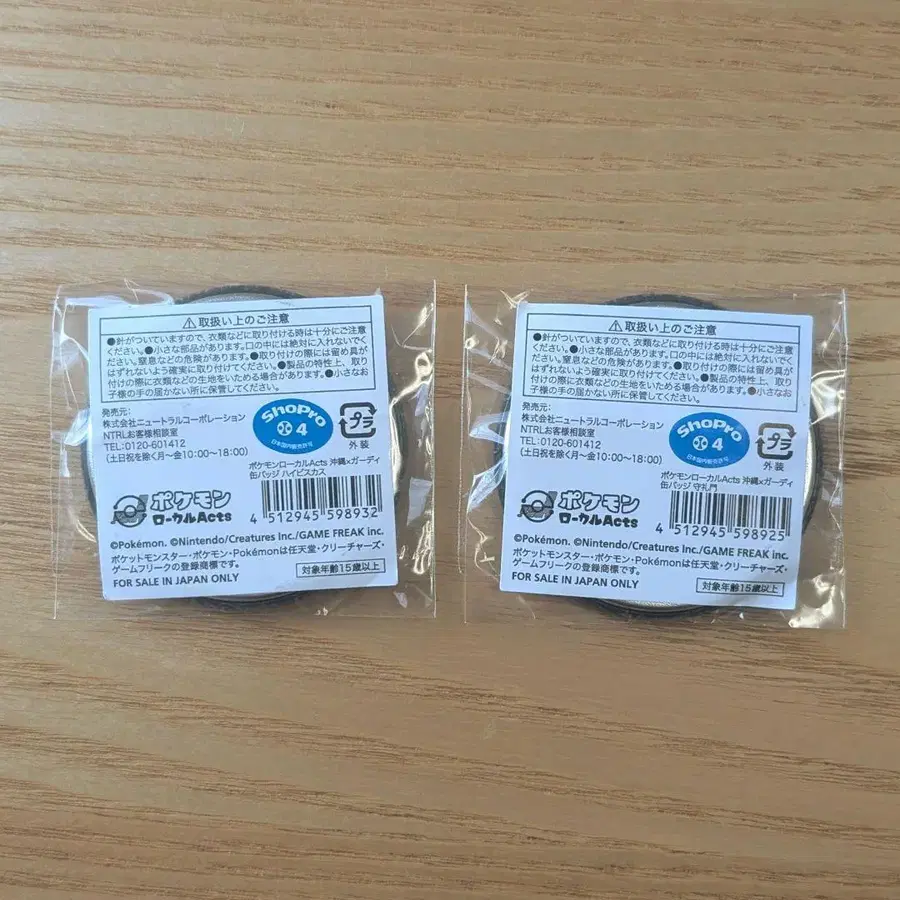 ⚠取扱い上のご注意
●針がついていますので、衣類などに取り付ける時は十分にご注意
ください。●小さな部品があります。口の中には絶対に入れないでく
ださい。窒息などの危険があります。●取り付けの際には留め具が
はずれないよう確実に取り付けてください。●製品の特性上、取り
付けの際に衣類などの生地をいためる場合があります。●小さなお
子様の手の届かない所に保管してください。
発売元:
株式会社ニュートラルコーポレーション
NTRLお客様相談室
TEL:0120-601412
(土日祝を除く月〜金10:00〜18:00)
ShoPro
4
日本国内販売許可
プラ
外装
ポケモンローカルActs 沖縄×ガーディ
缶バッジ ハイビスカス
4 512945 598932
ポケモン
ローカルActs
©Pokémon. ©Nintendo/Creatures Inc./GAME FREAK inc.
ポケットモンスター・ポケモン・Pokémonは任天堂・クリーチャーズ・
ゲームフリークの登録商標です。
FOR SALE IN JAPAN ONLY
対象年齢15歳以上
⚠取扱い上のご注意
●針がついていますので、衣類などに取り付ける時は十分にご注意
ください。●小さな部品があります。口の中には絶対に入れないでく
ださい。窒息などの危険があります。●取り付けの際には留め具が
はずれないよう確実に取り付けてください。●製品の特性上、取り
付けの際に衣類などの生地をいためる場合があります。●小さなお
子様の手の届かない所に保管してください。
発売元:
株式会社ニュートラルコーポレーション
NTRLお客様相談室
TEL:0120-601412
(土日祝を除く月〜金10:00〜18:00)
ShoPro
4
日本国内販売許可
プラ
外装
ポケモンローカルActs 沖縄×ガーディ
缶バッジ 守礼門
4 512945 598925
ポケモン
ローカルActs
©Pokémon. ©Nintendo/Creatures Inc./GAME FREAK inc.
ポケットモンスター・ポケモン・Pokémonは任天堂・クリーチャーズ・
ゲームフリークの登録商標です。
FOR SALE IN JAPAN ONLY
対象年齢15歳以上